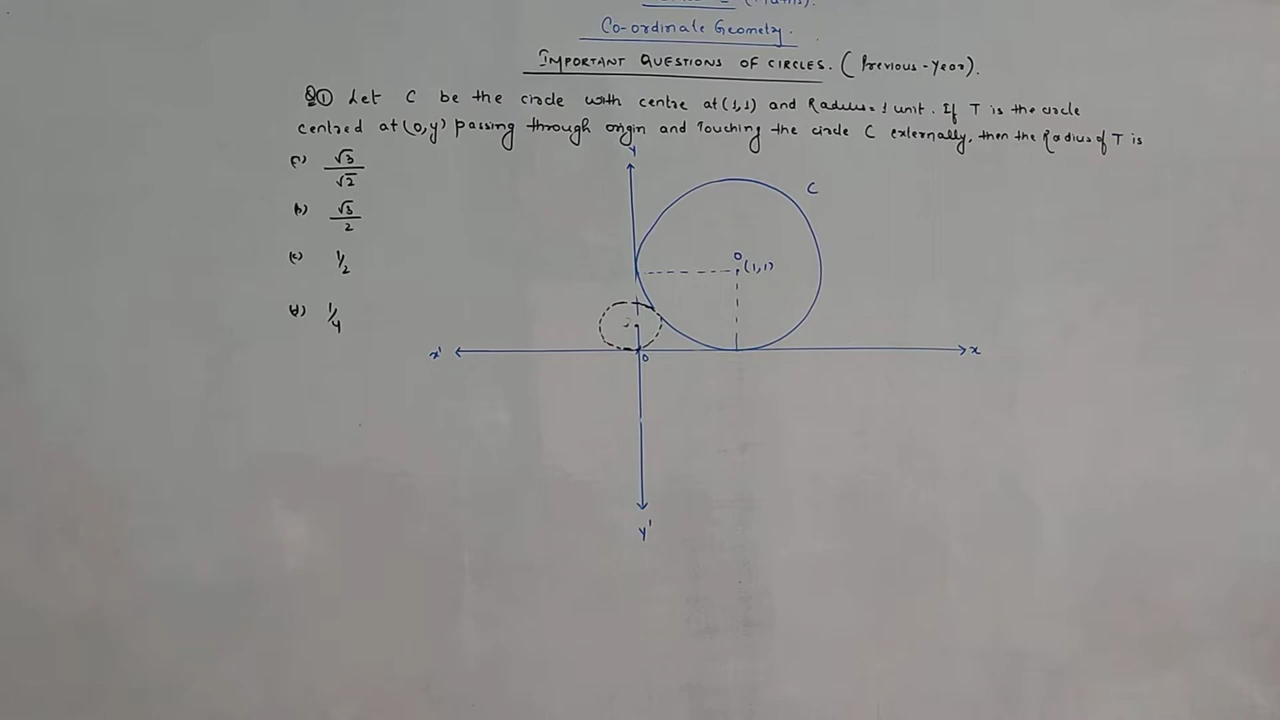 (Maths).
Co-ordinate Geometry.
IMPORTANT QUESTIONS OF CIRCLES. (Previous-Year).
Q① Let C be the circle with centre at (1,1) and Radius = 1 unit. If T is the circle
centred at (0,y) passing through origin and Touching the circle C externally, then the Radius of T is
√3/√2
b) √3/2
(c) 1/2
d) 1/4
Y
C
O
(1,1)
x'
O
x
y'